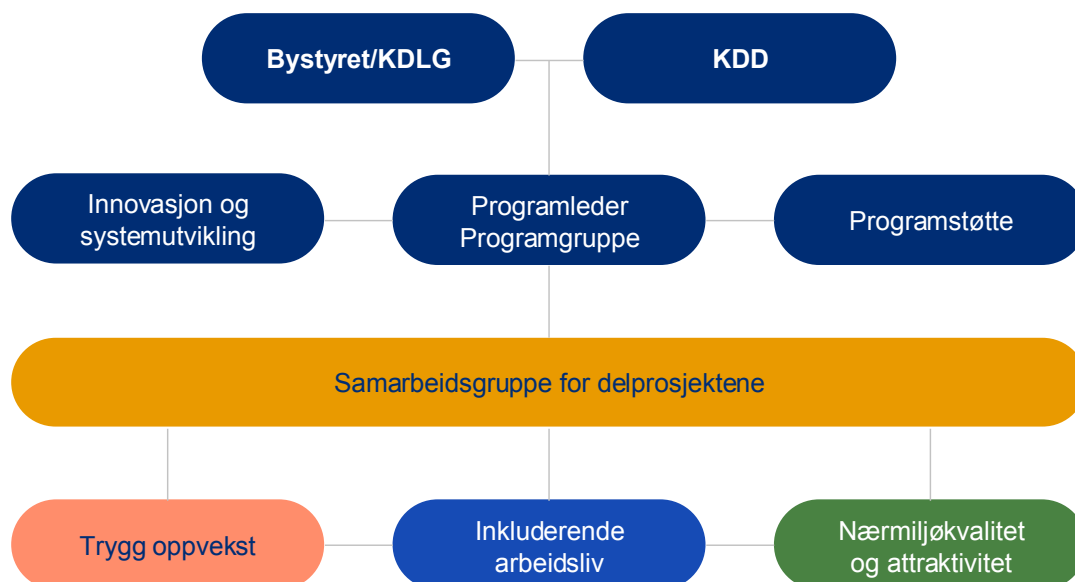 Bystyret/KDLG
KDD
Innovasjon og
systemutvikling
Programleder
Programgruppe
Programstøtte
Samarbeidsgruppe for delprosjektene
Trygg oppvekst
Inkluderende
arbeidsliv
Nærmiljøkvalitet
og attraktivitet